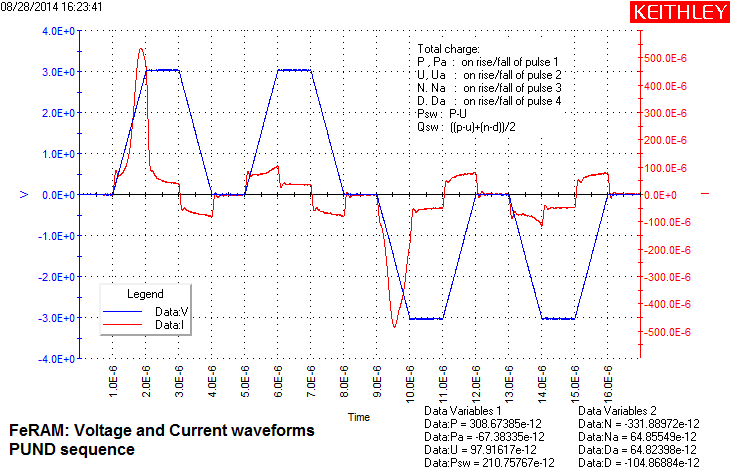 08/28/2014 16:23:41
KEITHLEY
4.0E+0
3.0E+0
2.0E+0
1.0E+0
0.0E+0
-1.0E+0
-2.0E+0
-3.0E+0
-4.0E+0
V
500.0E-6
400.0E-6
300.0E-6
200.0E-6
100.0E-6
0.0E+0
-100.0E-6
-200.0E-6
-300.0E-6
-400.0E-6
-500.0E-6
I
Total charge:
P , Pa : on rise/fall of pulse 1
U, Ua : on rise/fall of pulse 2
N. Na : on rise/fall of pulse 3
D. Da : on rise/fall of pulse 4
Psw : P-U
Qsw : ((p-u)+(n-d))/2
Legend
Data:V
Data:I
1.0E-6 2.0E-6 3.0E-6 4.0E-6 5.0E-6 6.0E-6 7.0E-6 8.0E-6 9.0E-6 10.0E-6 11.0E-6 12.0E-6 13.0E-6 14.0E-6 15.0E-6 16.0E-6
Time
FeRAM: Voltage and Current waveforms
PUND sequence
Data Variables 1
Data:P = 308.67385e-12
Data:Pa = -67.38335e-12
Data:U = 97.91617e-12
Data:Psw = 210.75767e-12
Data Variables 2
Data:N = -331.88972e-12
Data:Na = 64.85549e-12
Data:Da = 64.82398e-12
Data:D = -104.86884e-12